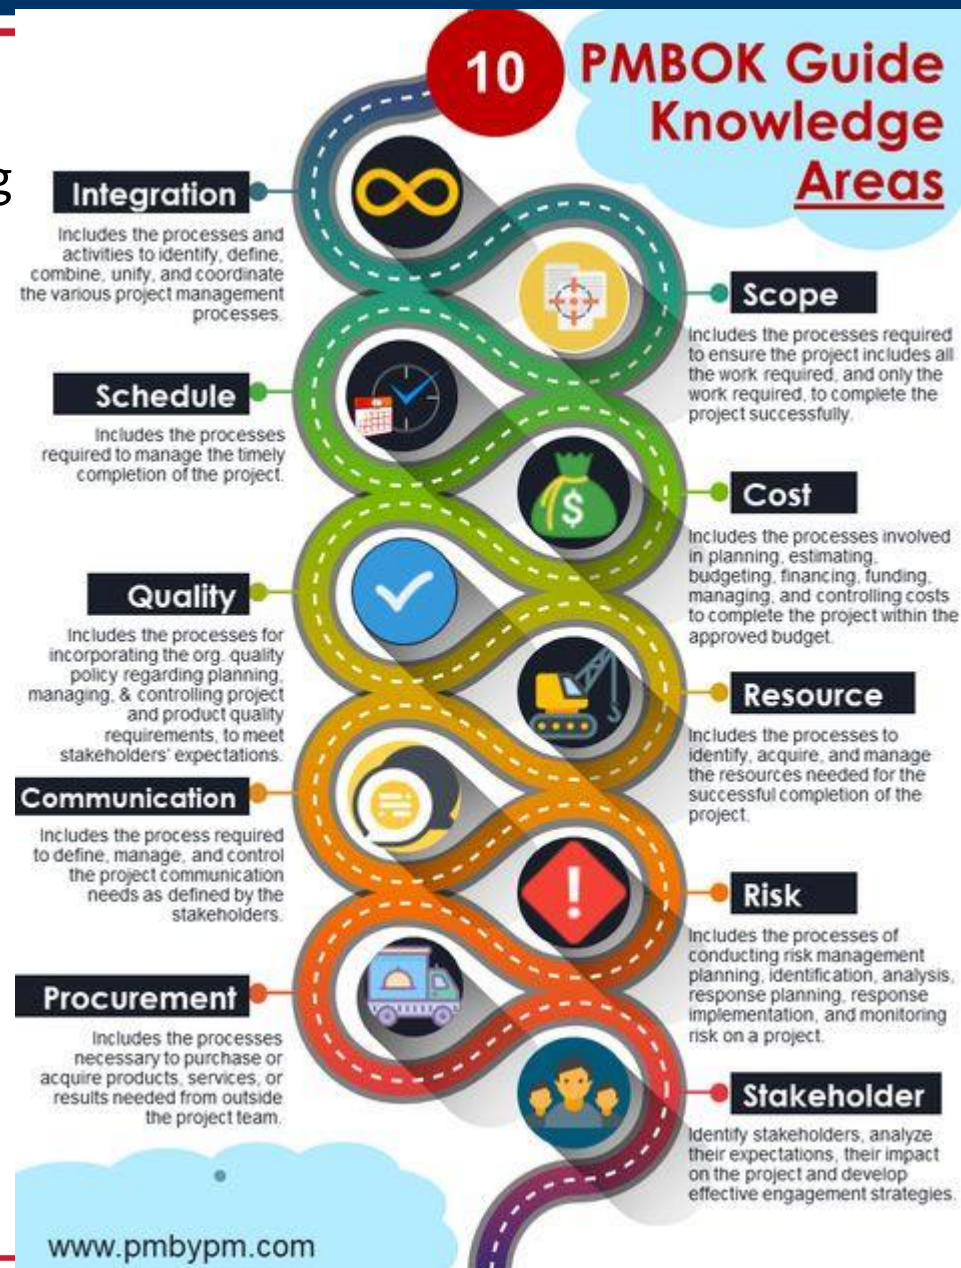 10
PMBOK Guide
Knowledge
Areas
g
Integration
Includes the processes and
activities to identify, define,
combine, unify, and coordinate
the various project management
processes.
Scope
Includes the processes required
to ensure the project includes all
the work required, and only the
work required, to complete the
project successfully.
Schedule
Includes the processes
required to manage the timely
completion of the project.
Cost
Includes the processes involved
in planning, estimating,
budgeting, financing, funding,
managing, and controlling costs
to complete the project within the
approved budget.
Quality
Includes the processes for
incorporating the org. quality
policy regarding planning,
managing, & controlling project
and product quality
requirements, to meet
stakeholders' expectations.
Resource
Includes the processes to
identify, acquire, and manage
the resources needed for the
successful completion of the
project.
Communication
Includes the process required
to define, manage, and control
the project communication
needs as defined by the
stakeholders.
Risk
Includes the processes of
conducting risk management
planning, identification, analysis,
response planning, response
implementation, and monitoring
risk on a project.
Procurement
Includes the processes
necessary to purchase or
acquire products, services, or
results needed from outside
the project team.
Stakeholder
Identify stakeholders, analyze
their expectations, their impact
on the project and develop
effective engagement strategies.
www.pmbypm.com